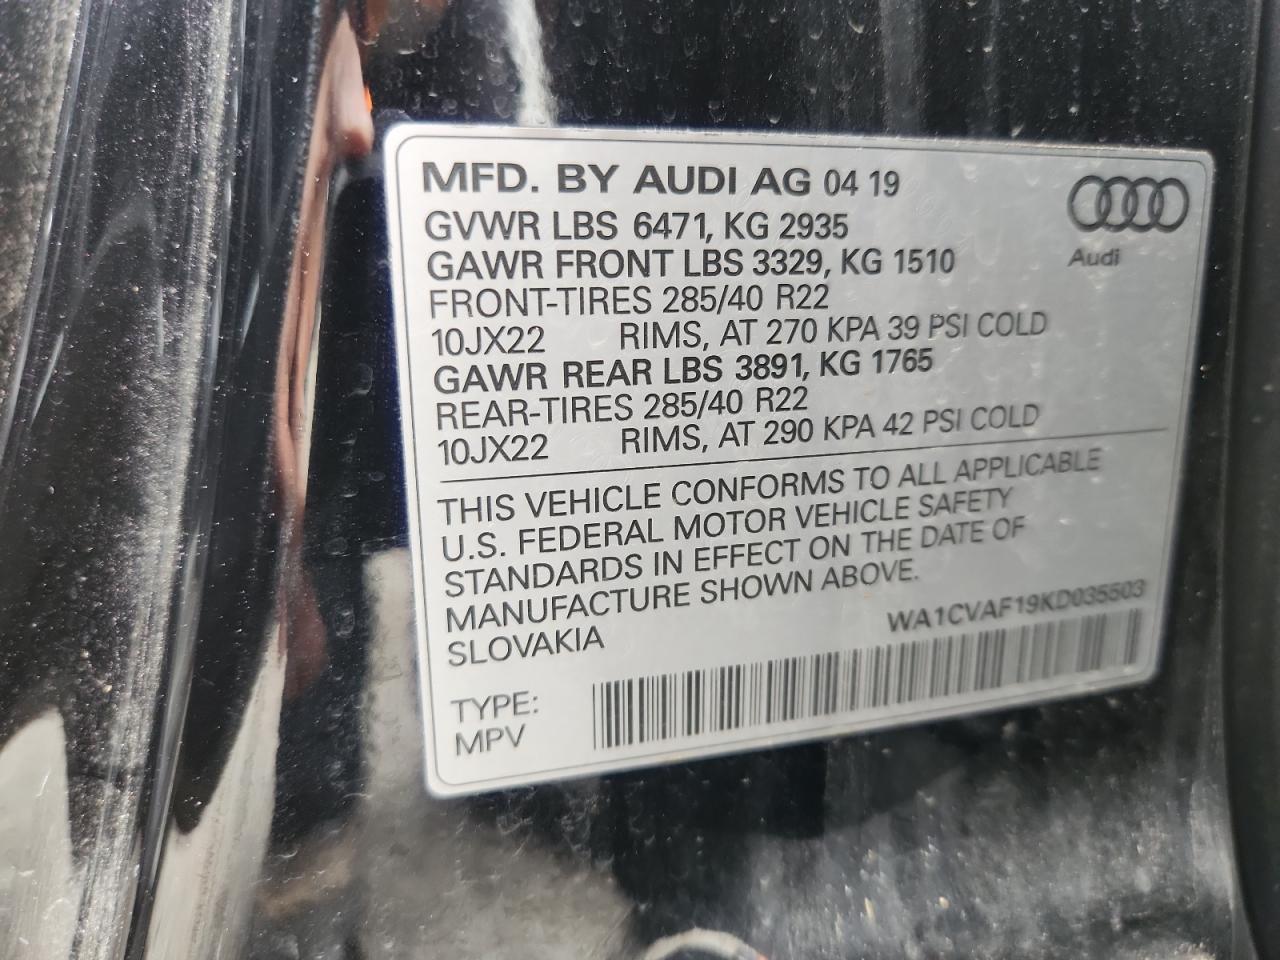 MFD. BY AUDI AG 04 19
GVWR LBS 6471, KG 2935
GAWR FRONT LBS 3329, KG 1510
FRONT-TIRES 285/40 R22
10JX22 RIMS, AT 270 KPA 39 PSI COLD
GAWR REAR LBS 3891, KG 1765
REAR-TIRES 285/40 R22
10JX22 RIMS, AT 290 KPA 42 PSI COLD
Audi
THIS VEHICLE CONFORMS TO ALL APPLICABLE
U.S. FEDERAL MOTOR VEHICLE SAFETY
STANDARDS IN EFFECT ON THE DATE OF
MANUFACTURE SHOWN ABOVE.
SLOVAKIA
WA1CVAF19KD035503
TYPE:
MPV